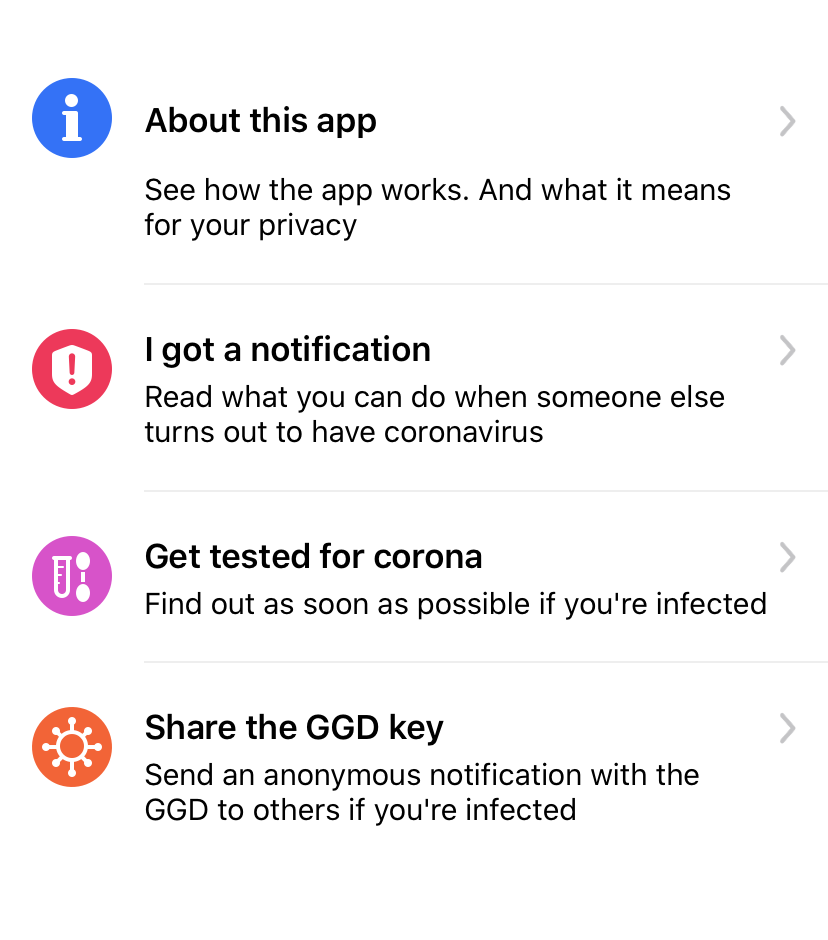 About this app
See how the app works. And what it means
for your privacy
I got a notification
Read what you can do when someone else
turns out to have coronavirus
Get tested for corona
Find out as soon as possible if you're infected
Share the GGD key
Send an anonymous notification with the
GGD to others if you're infected